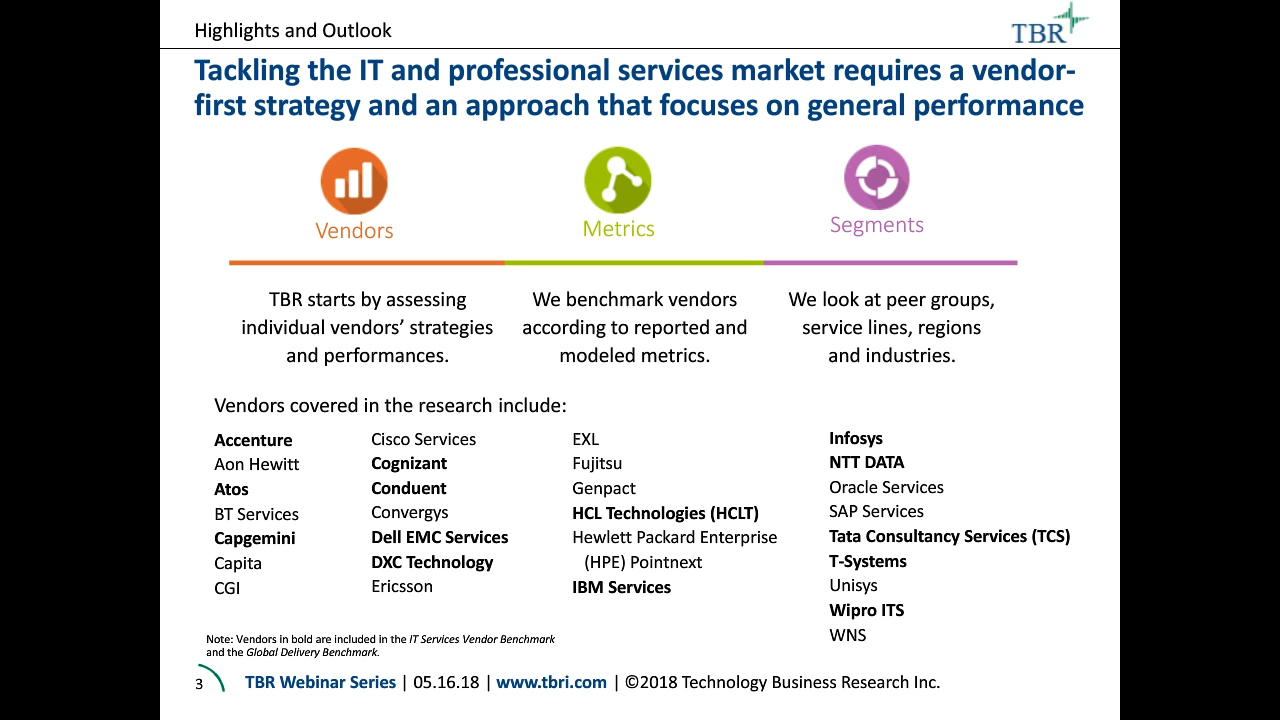 Highlights and Outlook
TBR
Tackling the IT and professional services market requires a vendor-
first strategy and an approach that focuses on general performance
Vendors
Metrics
Segments
TBR starts by assessing
individual vendors’ strategies
and performances.
We benchmark vendors
according to reported and
modeled metrics.
We look at peer groups,
service lines, regions
and industries.
Vendors covered in the research include:
Accenture
Aon Hewitt
Atos
BT Services
Capgemini
Capita
CGI
Cisco Services
Cognizant
Conduent
Convergys
Dell EMC Services
DXC Technology
Ericsson
EXL
Fujitsu
Genpact
HCL Technologies (HCLT)
Hewlett Packard Enterprise
(HPE) Pointnext
IBM Services
Infosys
NTT DATA
Oracle Services
SAP Services
Tata Consultancy Services (TCS)
T-Systems
Unisys
Wipro ITS
WNS
Note: Vendors in bold are included in the IT Services Vendor Benchmark
and the Global Delivery Benchmark.
3 TBR Webinar Series | 05.16.18 | www.tbri.com | ©2018 Technology Business Research Inc.